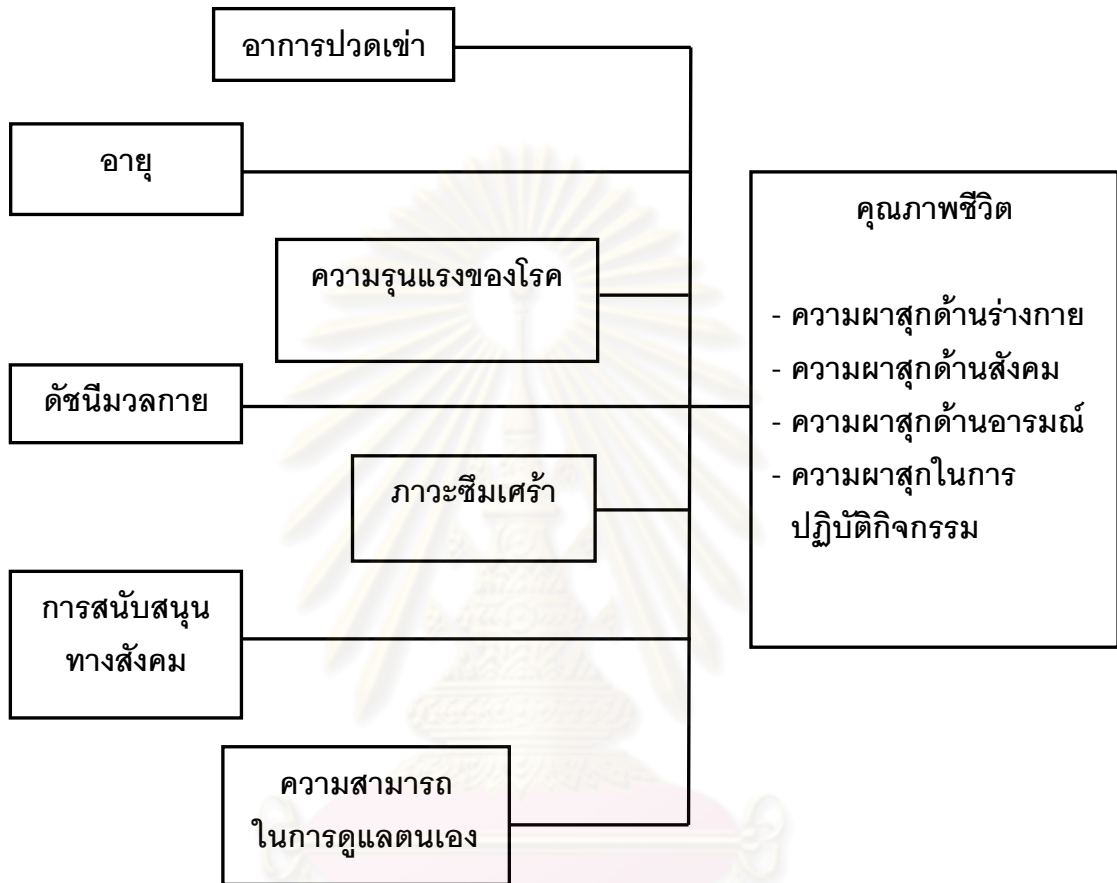 อาการปวดเข่า
อายุ
ความรุนแรงของโรค
ดัชนีมวลกาย
ภาวะซึมเศร้า
การสนับสนุน
ทางสังคม
ความสามารถ
ในการดูแลตนเอง
คุณภาพชีวิต
- ความผาสุกด้านร่างกาย
- ความผาสุกด้านสังคม
- ความผาสุกด้านอารมณ์
- ความผาสุกในการ
ปฏิบัติกิจกรรม